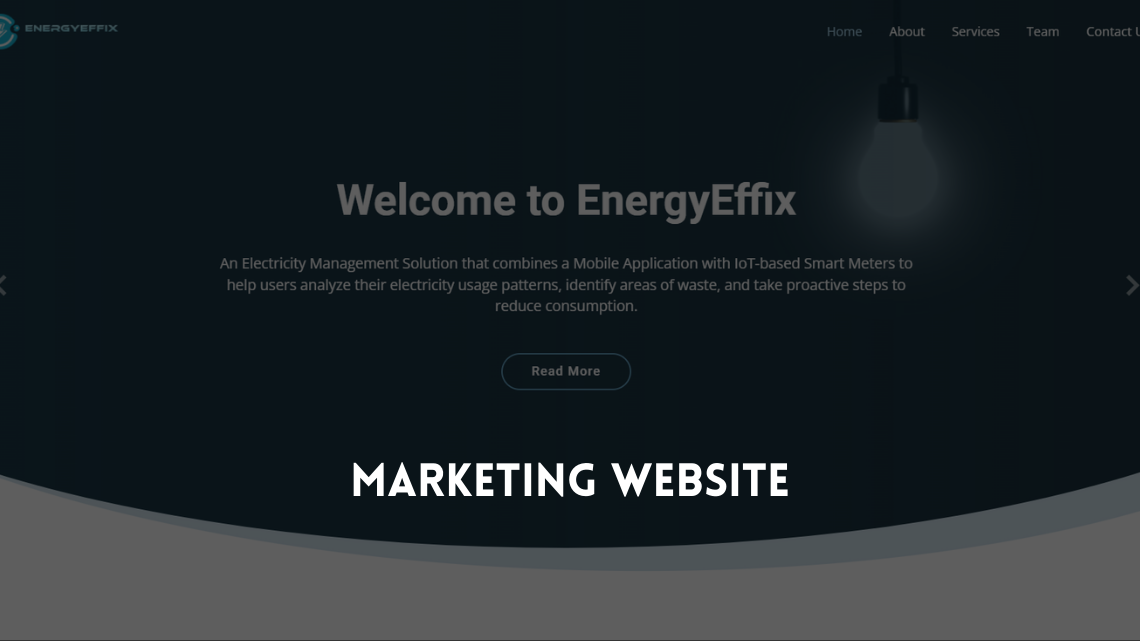 ENERGYEFFIX
Home About Services Team Contact U
Welcome to EnergyEffix
An Electricity Management Solution that combines a Mobile Application with IoT-based Smart Meters to
help users analyze their electricity usage patterns, identify areas of waste, and take proactive steps to
reduce consumption.
Read More
MARKETING WEBSITE